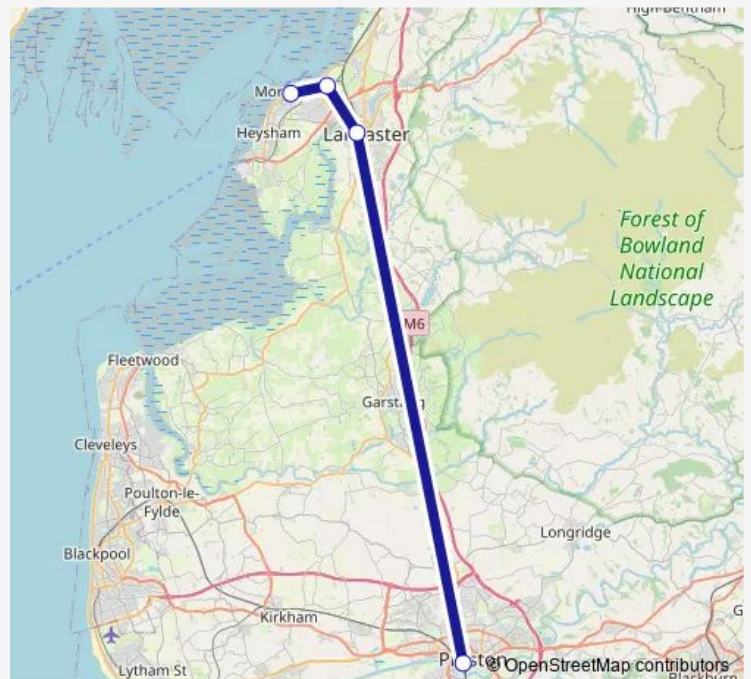 High Bentham
Heysham
Forest of
Bowland
National
Landscape
M6
Fleetwood
Cleveleys
Poulton-le-
Fylde
Longridge
Blackpool
Kirkham
© OpenStreetMap contributors
Lytham St